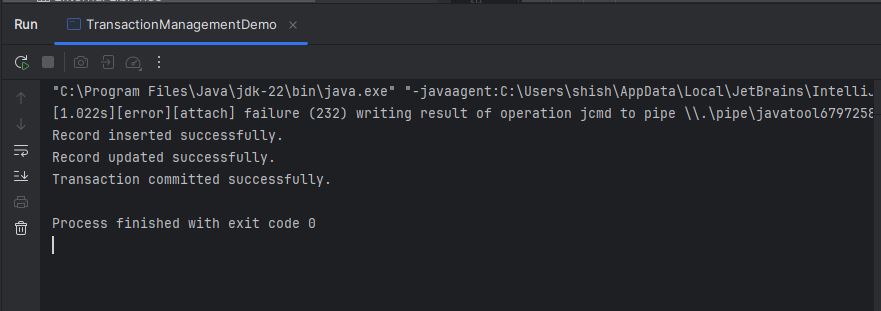 Run TransactionManagementDemo
"C:\Program Files\Java\jdk-22\bin\java.exe" "-javaagent:C:\Users\shish\AppData\Local\JetBrains\IntelliJ
[1.022s][error][attach] failure (232) writing result of operation jcmd to pipe \\.\pipe\javatool6797258
Record inserted successfully.
Record updated successfully.
Transaction committed successfully.
Process finished with exit code 0